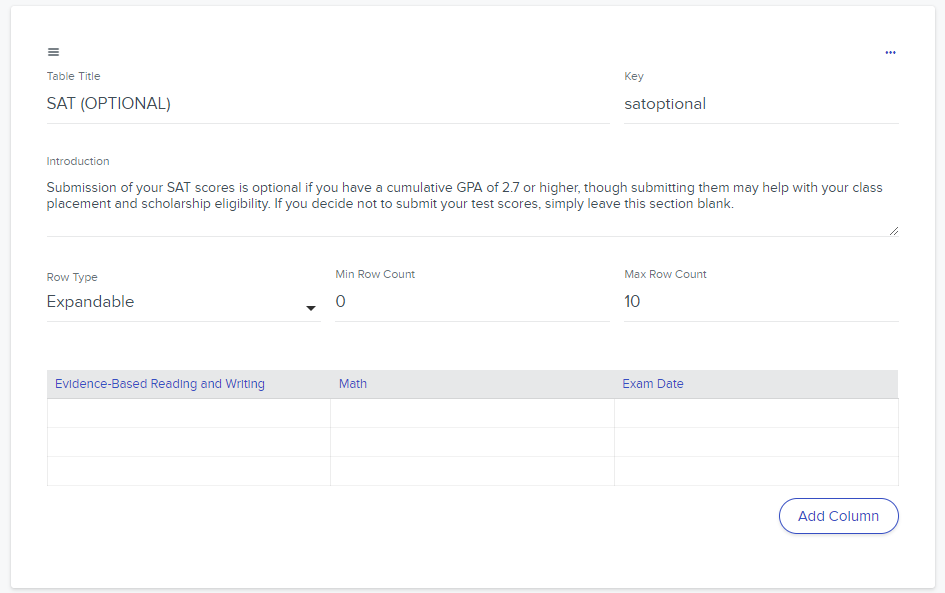 Table Title
Key
SAT (OPTIONAL)
satoptional
Introduction
Submission of your SAT scores is optional if you have a cumulative GPA of 2.7 or higher, though submitting them may help with your class
placement and scholarship eligibility. If you decide not to submit your test scores, simply leave this section blank.
Row Type
Min Row Count
Max Row Count
Expandable
0
10
Evidence-Based Reading and Writing
Math
Exam Date
Add Column